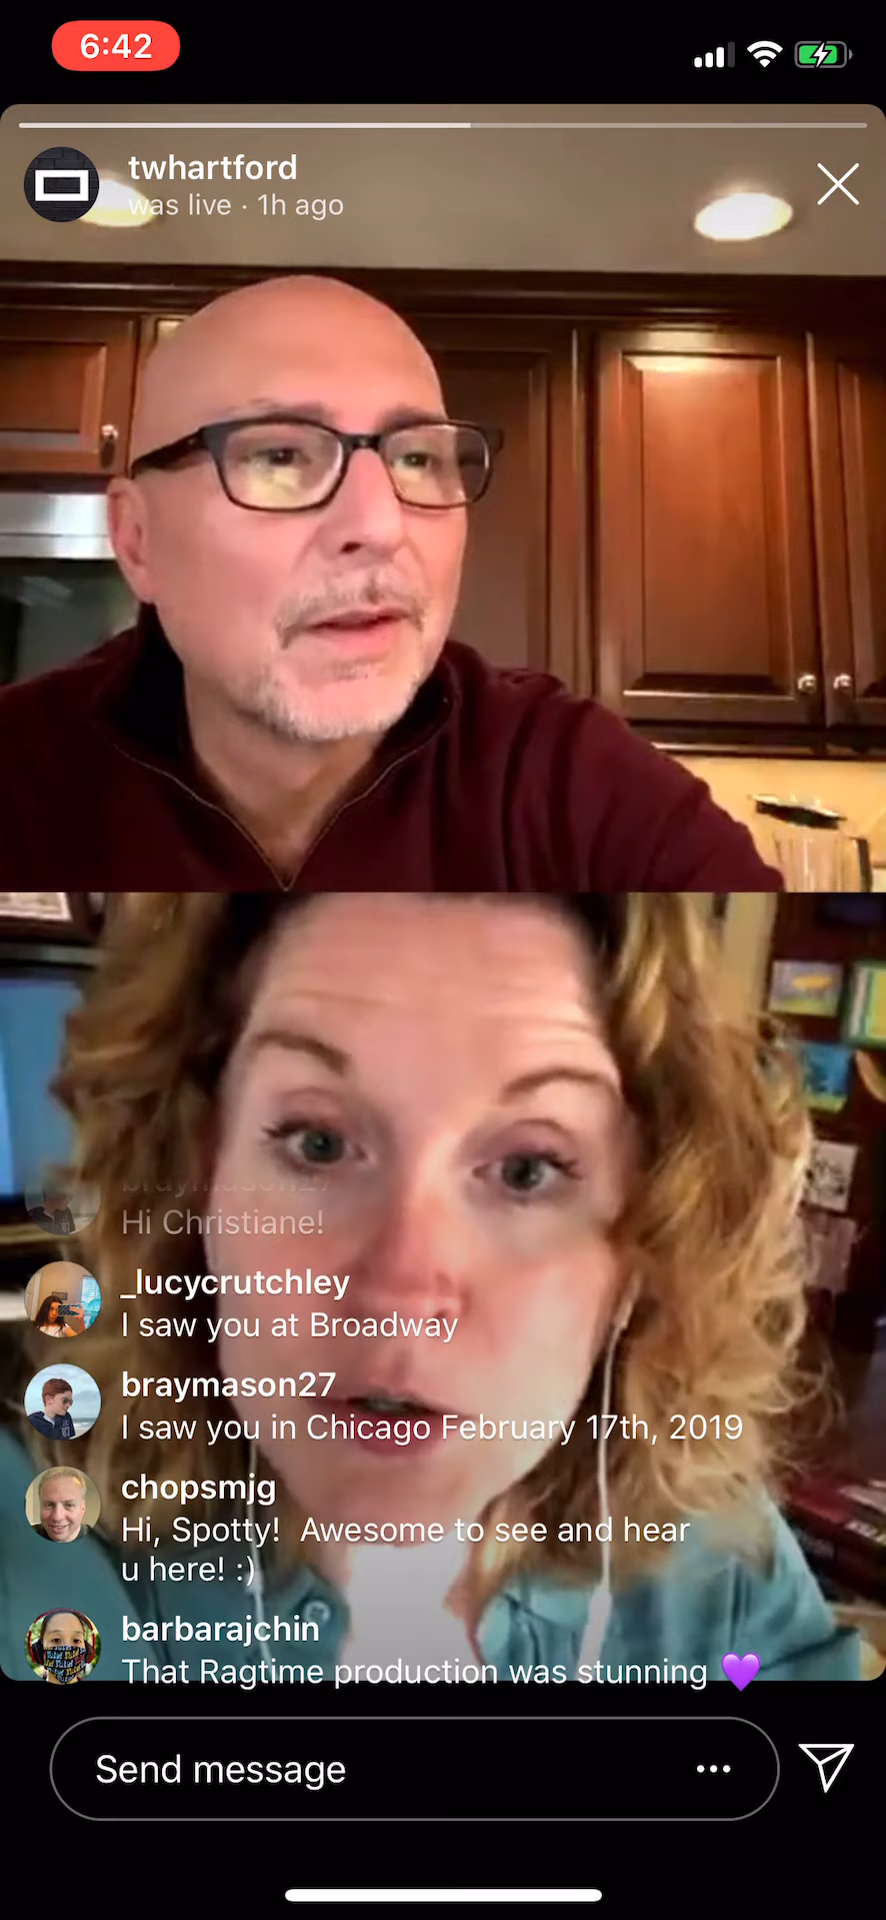 6:42
twhartford
was live · 1h ago
braymason27
Hi Christiane!
_lucycrutchley
I saw you at Broadway
braymason27
I saw you in Chicago February 17th, 2019
chopsmjg
Hi, Spotty!  Awesome to see and hear
u here! :)
barbarajchin
That Ragtime production was stunning 💜
Send message